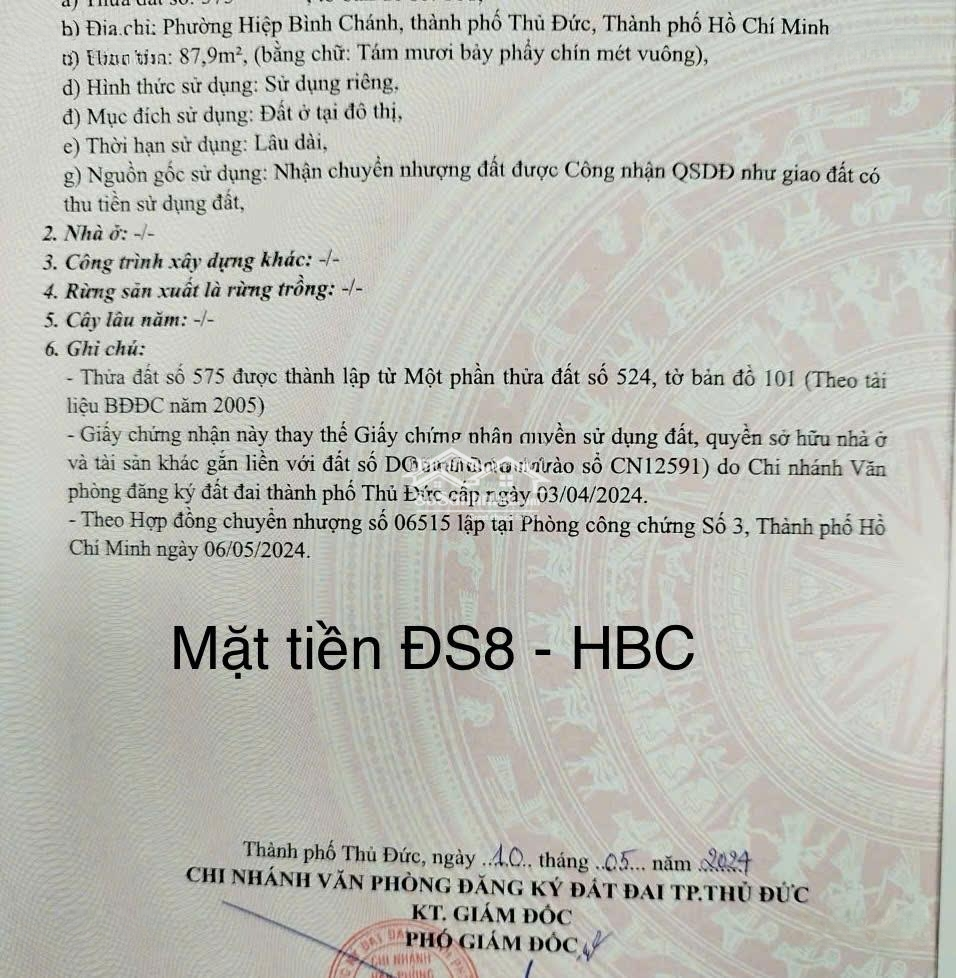 a) Thửa đất số: 575
b) Địa chỉ: Phường Hiệp Bình Chánh, thành phố Thủ Đức, Thành phố Hồ Chí Minh
87,9m², (bằng chữ: Tám mươi bảy phẩy chín mét vuông),
d) Hình thức sử dụng: Sử dụng riêng,
đ) Mục đích sử dụng: Đất ở tại đô thị,
e) Thời hạn sử dụng: Lâu dài,
g) Nguồn gốc sử dụng: Nhận chuyển nhượng đất được Công nhận QSDĐ như giao đất có
thu tiền sử dụng đất,
2. Nhà ở: -/-
3. Công trình xây dựng khác: -/-
4. Rừng sản xuất là rừng trồng: -/-
5. Cây lâu năm: -/-
6. Ghi chú:
- Thửa đất số 575 được thành lập từ Một phần thửa đất số 524, tờ bản đồ 101 (Theo tài
liệu BĐĐC năm 2005)
- Giấy chứng nhận này thay thế Giấy chứng nhận quyền sử dụng đất, quyền sở hữu nhà ở
và tài sản khác gắn liền với đất số vào sổ CN12591) do Chi nhánh Văn
phòng đăng ký đất đai thành phố Thủ Đức cấp ngày 03/04/2024.
- Theo Hợp đồng chuyển nhượng số 06515 lập tại Phòng công chứng Số 3, Thành phố Hồ
Chí Minh ngày 06/05/2024.
Mặt tiền ĐS8 - HBC
Thành phố Thủ Đức, ngày ..10.. tháng ..05... năm ..2024
CHI NHÁNH VĂN PHÒNG ĐĂNG KÝ ĐẤT ĐAI TP.THỦ ĐỨC
KT. GIÁM ĐỐC
PHÓ GIÁM ĐỐC
CHI NHÁNH